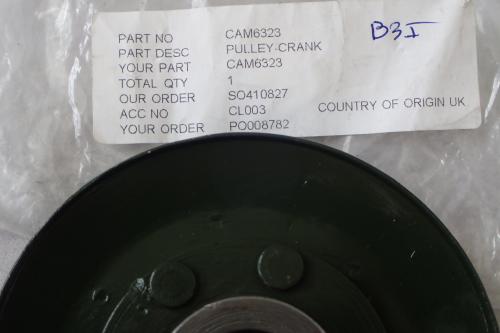 PART NO CAM6323 B3I
PART DESC PULLEY-CRANK
YOUR PART CAM6323
TOTAL QTY 1
OUR ORDER SO410827
ACC NO CL003 COUNTRY OF ORIGIN UK
YOUR ORDER PO008782